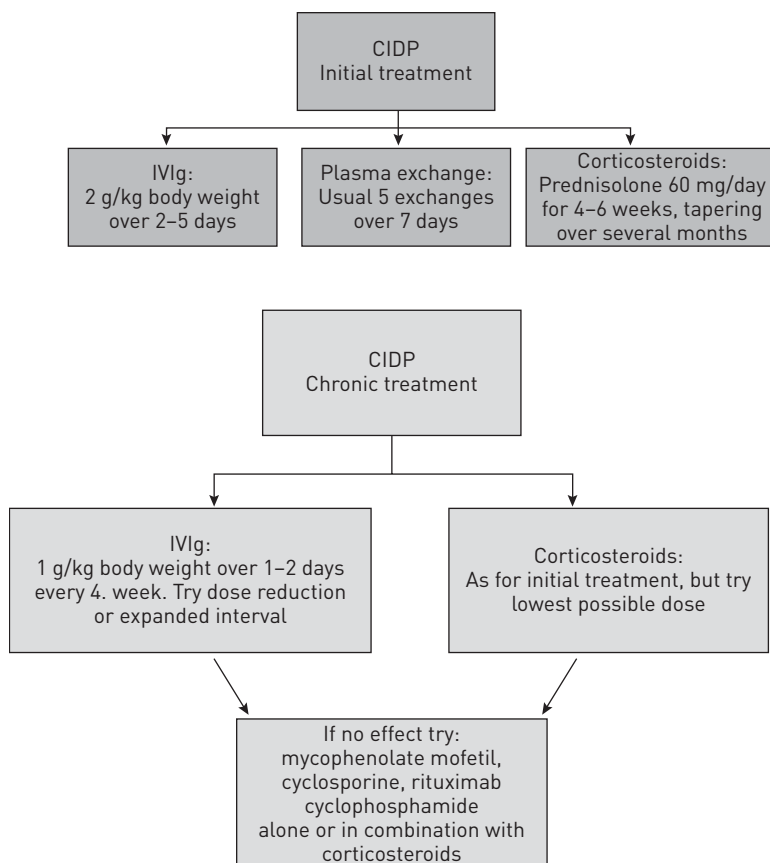 CIDP
Initial treatment
IVIg:
2 g/kg body weight
over 2–5 days
Plasma exchange:
Usual 5 exchanges
over 7 days
Corticosteroids:
Prednisolone 60 mg/day
for 4–6 weeks, tapering
over several months
CIDP
Chronic treatment
IVIg:
1 g/kg body weight over 1–2 days
every 4. week. Try dose reduction
or expanded interval
Corticosteroids:
As for initial treatment, but try
lowest possible dose
If no effect try:
mycophenolate mofetil,
cyclosporine, rituximab
cyclophosphamide
alone or in combination with
corticosteroids